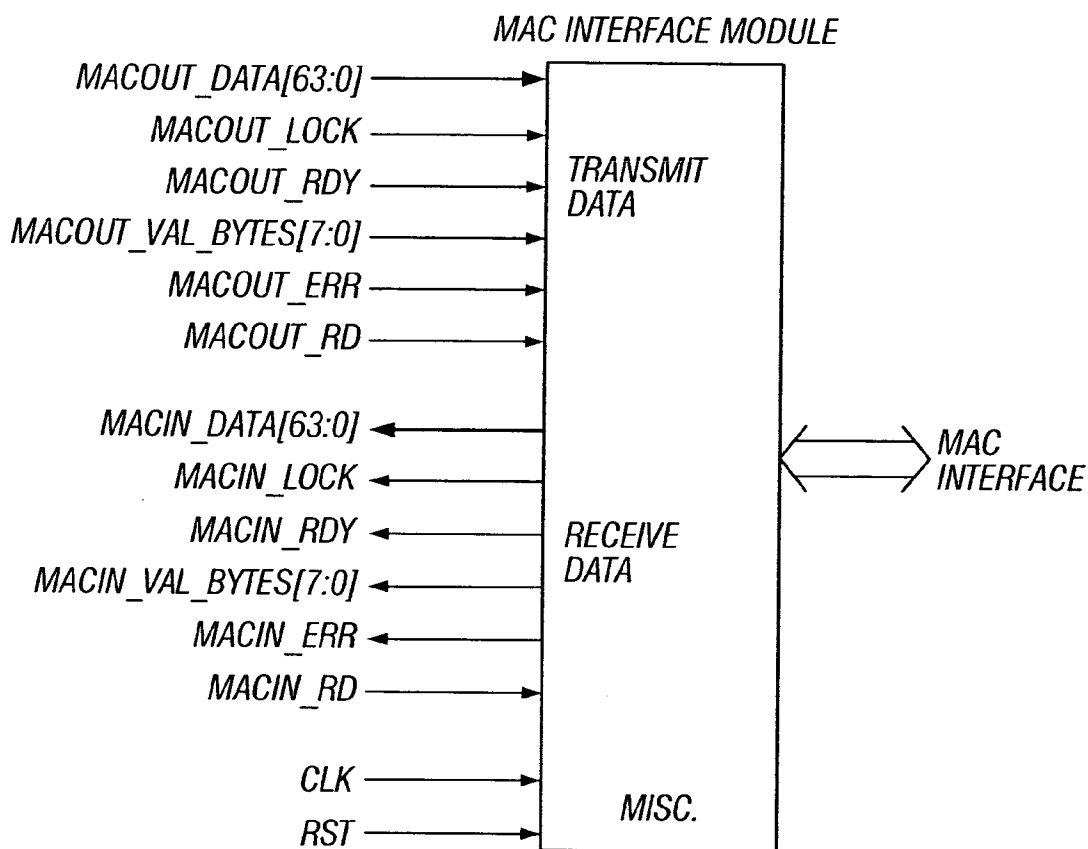 MAC INTERFACE MODULE
MACOUT_DATA[63:0]
MACOUT_LOCK
MACOUT_RDY
MACOUT_VAL_BYTES[7:0]
MACOUT_ERR
MACOUT_RD
TRANSMIT
DATA
MACIN_DATA[63:0]
MACIN_LOCK
MACIN_RDY
MACIN_VAL_BYTES[7:0]
MACIN_ERR
MACIN_RD
RECEIVE
DATA
MAC
INTERFACE
CLK
RST
MISC.